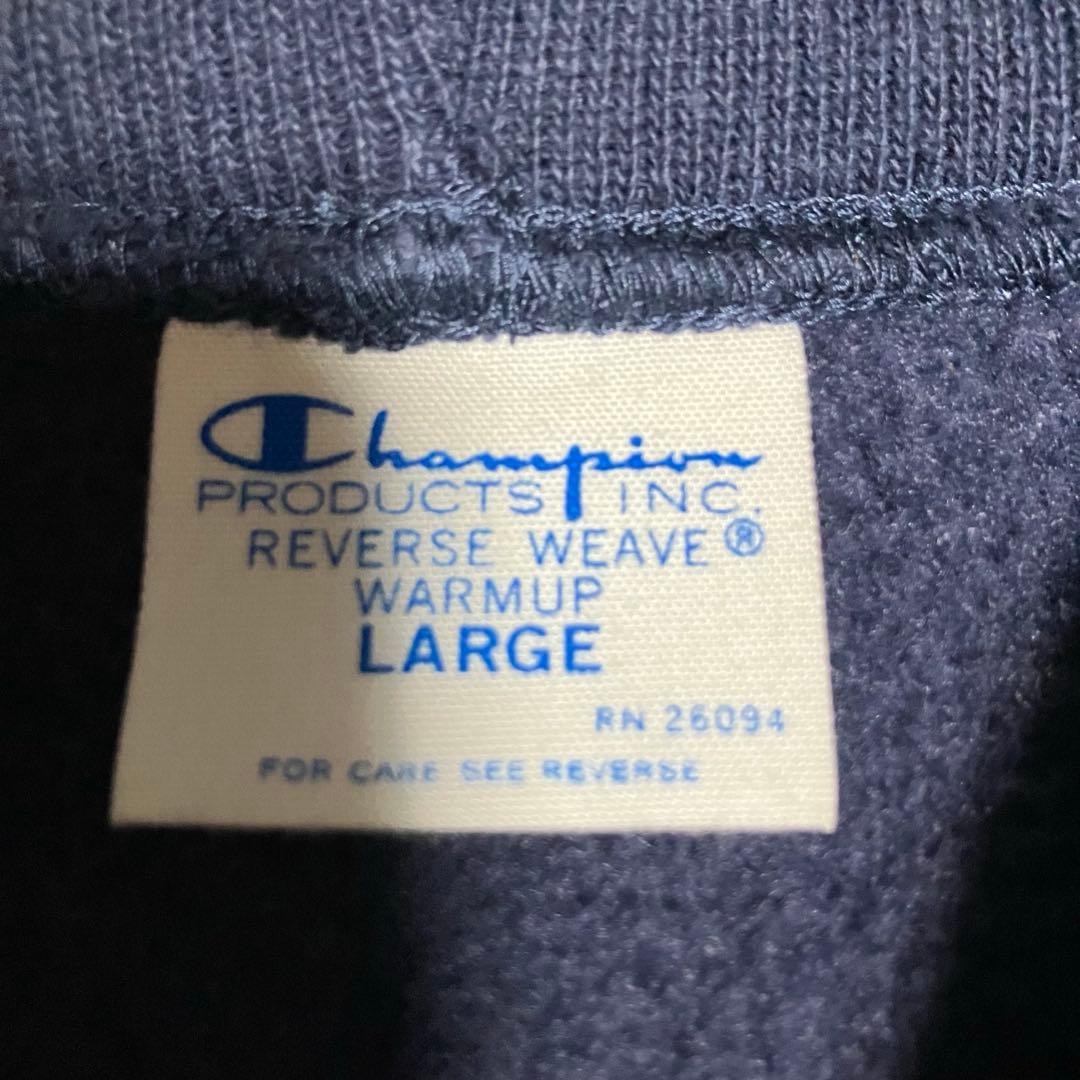 Champion
PRODUCTS INC.
REVERSE WEAVE®
WARMUP
LARGE
RN 26094
FOR CARE SEE REVERSE